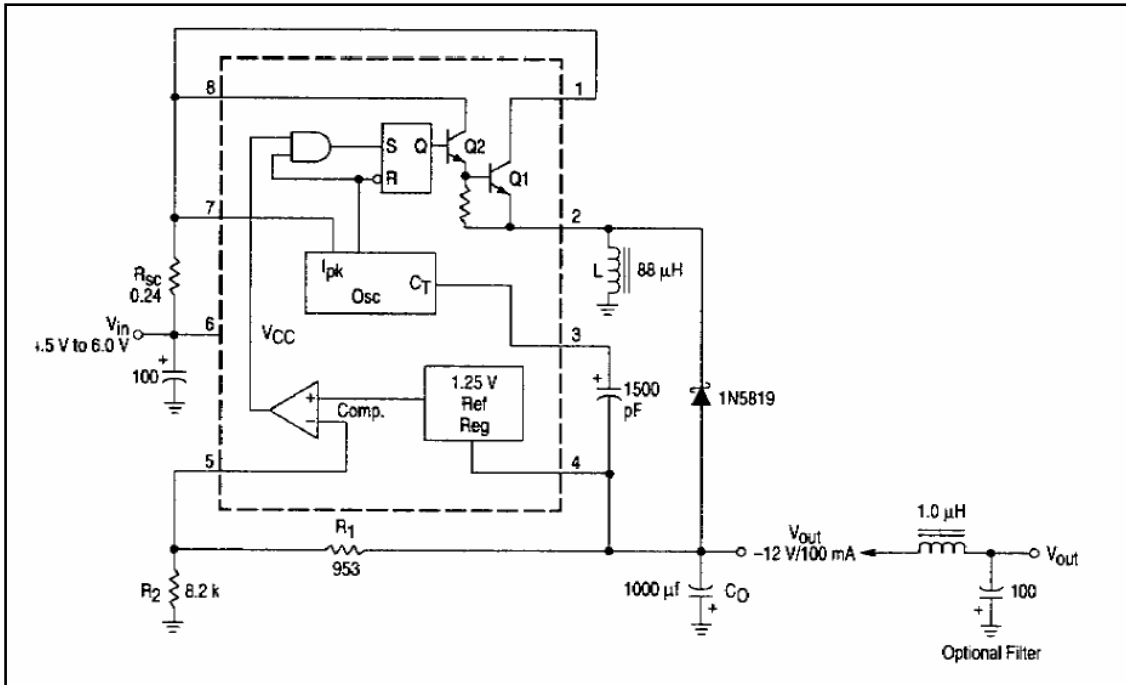 8
1
S
Q
Q2
R
Q1
7
2
Rsc
0.24
Ipk
CT
Osc
L
88 µH
Vin
.5 V to 6.0 V
6
VCC
3
100
+
1500
pF
1N5819
1.25 V
Ref
Reg
+
−
Comp.
5
4
R1
953
R2
8.2 k
Vout
−12 V/100 mA
1000 µf
CO
+
1.0 µH
Vout
100
+
Optional Filter